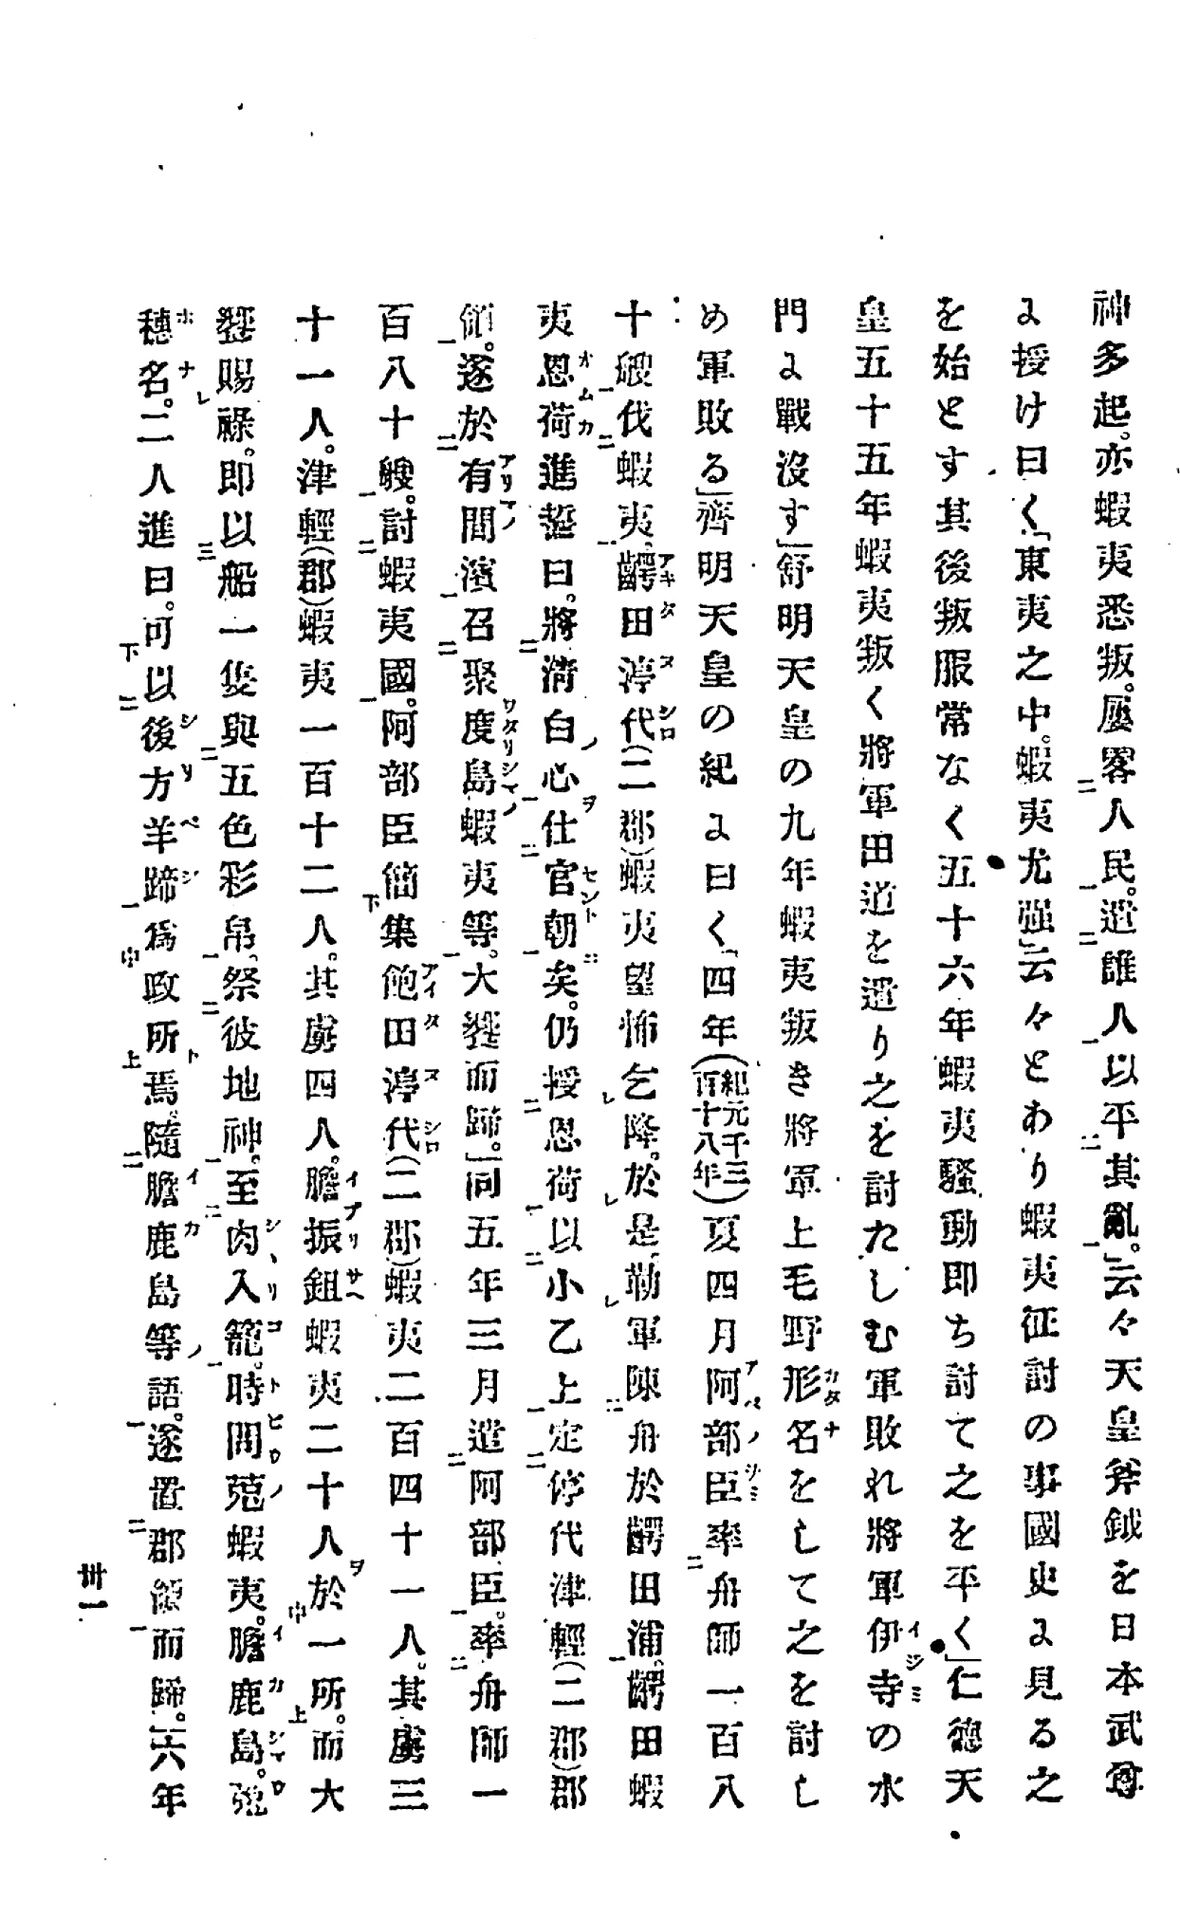 神多起。亦蝦夷悉叛。屢畧人民。遣誰人以平其亂。」云々天皇斧鉞を日本武尊
に授け曰く「東夷之中。蝦夷尤强」云々とあり蝦夷征討の事國史に見る之
を始とす其後叛服常なく五十六年蝦夷騷動即ち討て之を平く」仁德天
皇五十五年蝦夷叛く將軍田道を遣り之を討たしむ軍敗れ將軍伊寺の水
門に戰沒す」舒明天皇の九年蝦夷叛き將軍上毛野形名をして之を討し
め軍敗る」齊明天皇の紀に曰く「四年(紀元千三百十八年)夏四月阿部臣率舟師一百八
十艘伐蝦夷。齶田渟代(二郡)蝦夷望怖乞降。於是勒軍陳舟於齶田浦。齶田蝦
夷恩荷進誓曰。將淸白心仕官朝矣。仍授恩荷以小乙上定渟代津輕(二郡)郡
領。遂於有間濱召聚度島蝦夷等。大饗而歸。」同五年三月遣阿部臣。率舟師一
百八十艘。討蝦夷國。阿部臣簡集飽田渟代(二郡)蝦夷二百四十一人。其虜三
十一人。津輕(郡)蝦夷一百十二人。其虜四人。膽振鉏蝦夷二十人於一所。而大
饗賜祿。即以船一隻與五色彩帛。祭彼地神。至肉入籠。時問菟蝦夷。膽鹿島。菟
穗名。二人進曰。可以後方羊蹄爲政所焉。隨膽鹿島等語。遂置郡領而歸。」六年
卅一